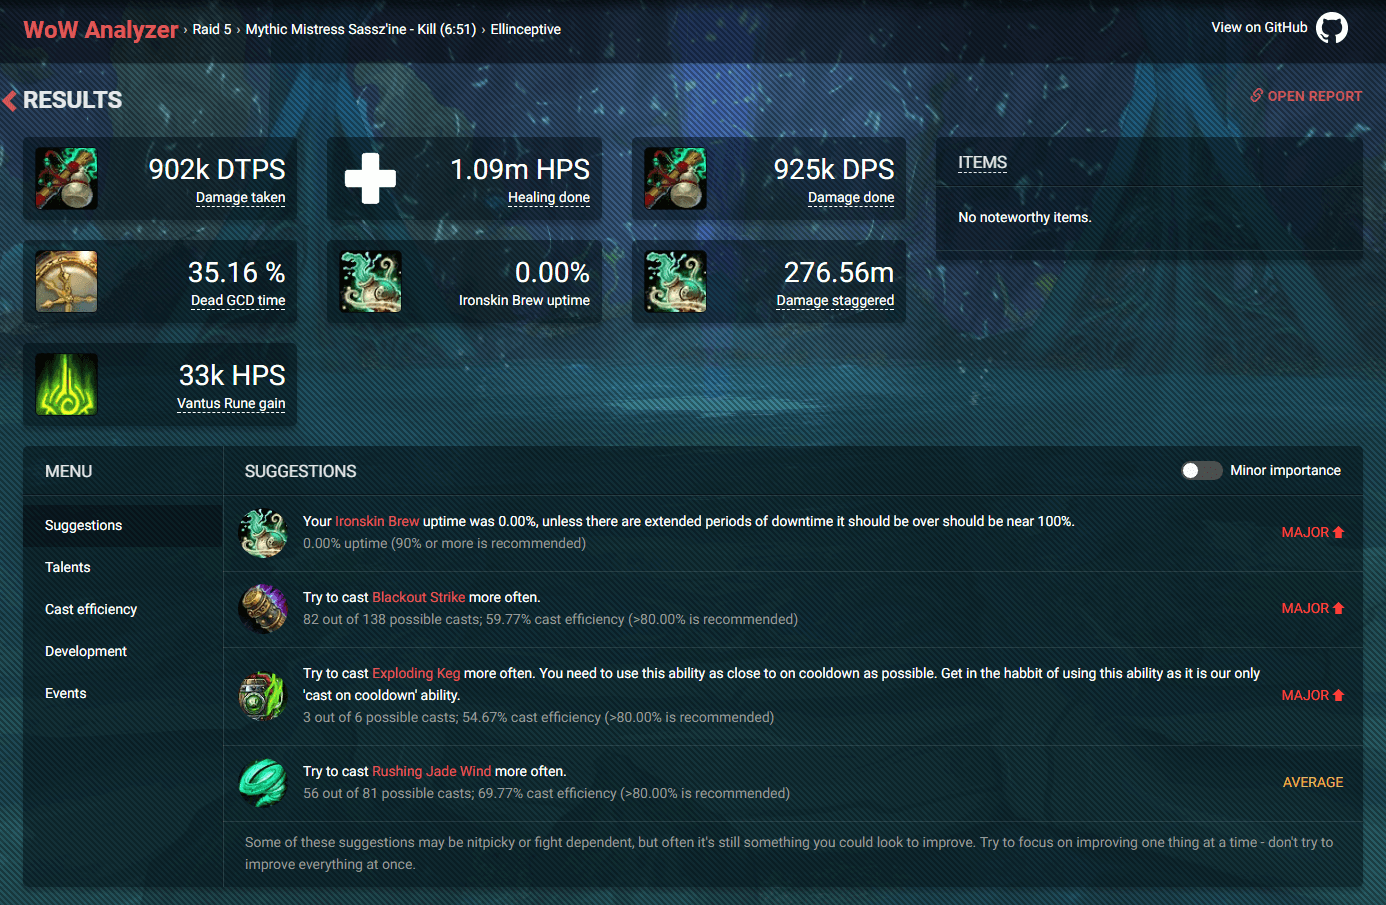 WoW Analyzer › Raid 5 › Mythic Mistress Sassz'ine - Kill (6:51) › Ellinceptive
View on GitHub
RESULTS
OPEN REPORT
902k DTPS
Damage taken
1.09m HPS
Healing done
925k DPS
Damage done
ITEMS
No noteworthy items.
35.16 %
Dead GCD time
0.00%
Ironskin Brew uptime
276.56m
Damage staggered
33k HPS
Vantus Rune gain
MENU
Suggestions
Talents
Cast efficiency
Development
Events
SUGGESTIONS
Minor importance
Your Ironskin Brew uptime was 0.00%, unless there are extended periods of downtime it should be over should be near 100%.
0.00% uptime (90% or more is recommended)
MAJOR
Try to cast Blackout Strike more often.
82 out of 138 possible casts; 59.77% cast efficiency (>80.00% is recommended)
MAJOR
Try to cast Exploding Keg more often. You need to use this ability as close to on cooldown as possible. Get in the habbit of using this ability as it is our only
'cast on cooldown' ability.
3 out of 6 possible casts; 54.67% cast efficiency (>80.00% is recommended)
MAJOR
Try to cast Rushing Jade Wind more often.
56 out of 81 possible casts; 69.77% cast efficiency (>80.00% is recommended)
AVERAGE
Some of these suggestions may be nitpicky or fight dependent, but often it's still something you could look to improve. Try to focus on improving one thing at a time - don't try to
improve everything at once.